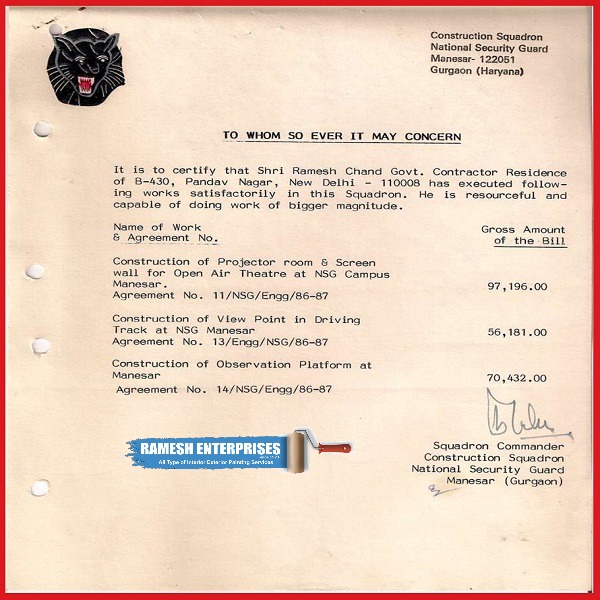 Construction Squadron
National Security Guard
Manesar- 122051
Gurgaon (Haryana)
TO WHOM SO EVER IT MAY CONCERN
It is to certify that Shri Ramesh Chand Govt. Contractor Residence
of B-430, Pandav Nagar, New Delhi - 110008 has executed follow-
ing works satisfactorily in this Squadron. He is resourceful and
capable of doing work of bigger magnitude.
Name of Work
& Agreement No.
Gross Amount
of the Bill
Construction of Projector room & Screen
wall for Open Air Theatre at NSG Campus
Manesar.
Agreement No. 11/NSG/Engg/86-87
97,196.00
Construction of View Point in Driving
Track at NSG Manesar
Agreement No. 13/Engg/NSG/86-87
56,181.00
Construction of Observation Platform at
Manesar
Agreement No. 14/NSG/Engg/86-87
70,432.00
RAMESH ENTERPRISES
All Type of Interior Exterior Painting Services
Squadron Commander
Construction Squadron
National Security Guard
Manesar (Gurgaon)